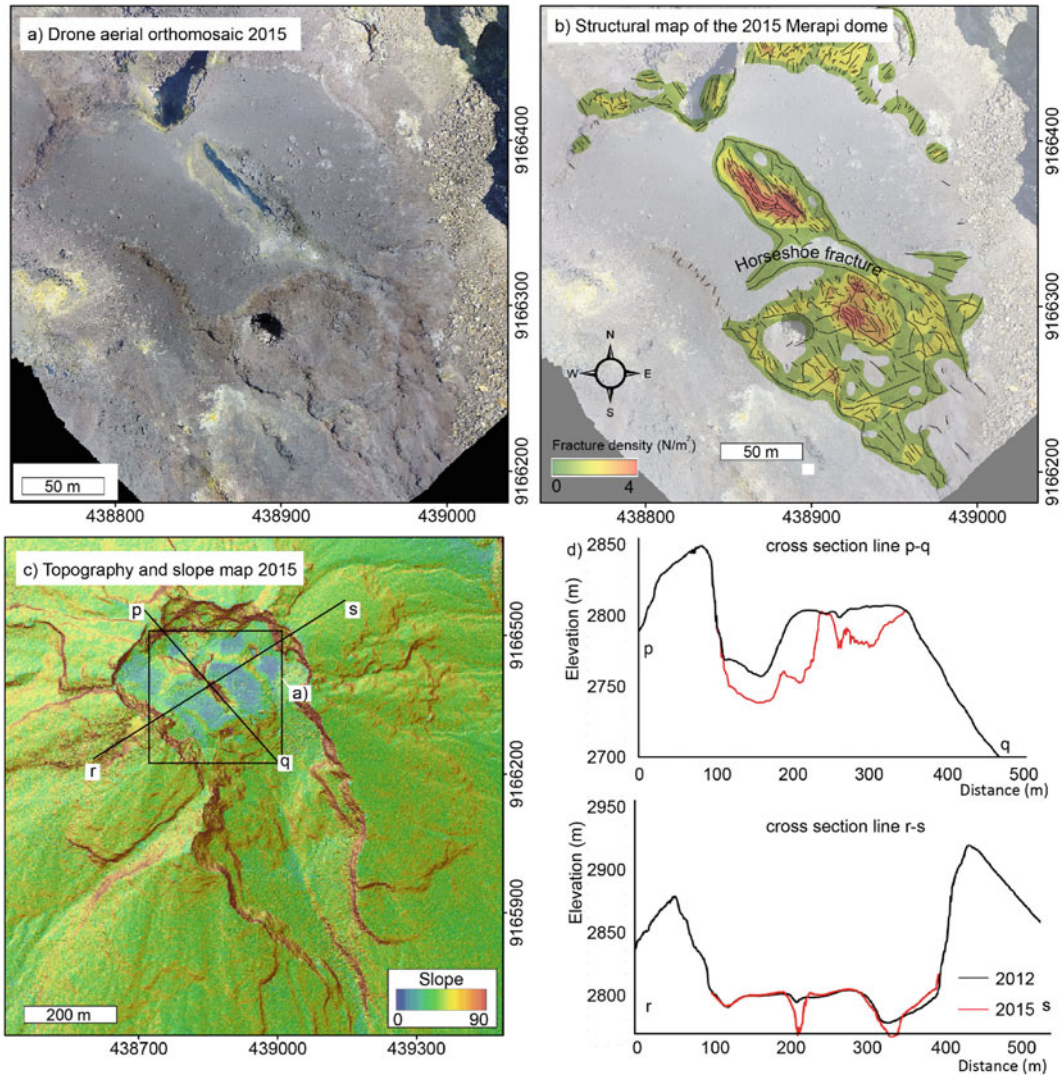 a) Drone aerial orthomosaic 2015
50 m
438800
438900
439000
9166400
9166300
9166200
b) Structural map of the 2015 Merapi dome
Horseshoe fracture
N
W
E
S
Fracture density (N/m²)
0
4
50 m
438800
438900
439000
9166400
9166300
9166200
c) Topography and slope map 2015
p
s
a)
r
q
Slope
0
90
200 m
438700
439000
439300
9166500
9166200
9165900
d)
cross section line p-q
Elevation (m)
2850
2800
2750
2700
p
q
0
100
200
300
400
500
Distance (m)
cross section line r-s
Elevation (m)
2950
2900
2850
2800
r
2012
2015
s
0
100
200
300
400
500
Distance (m)